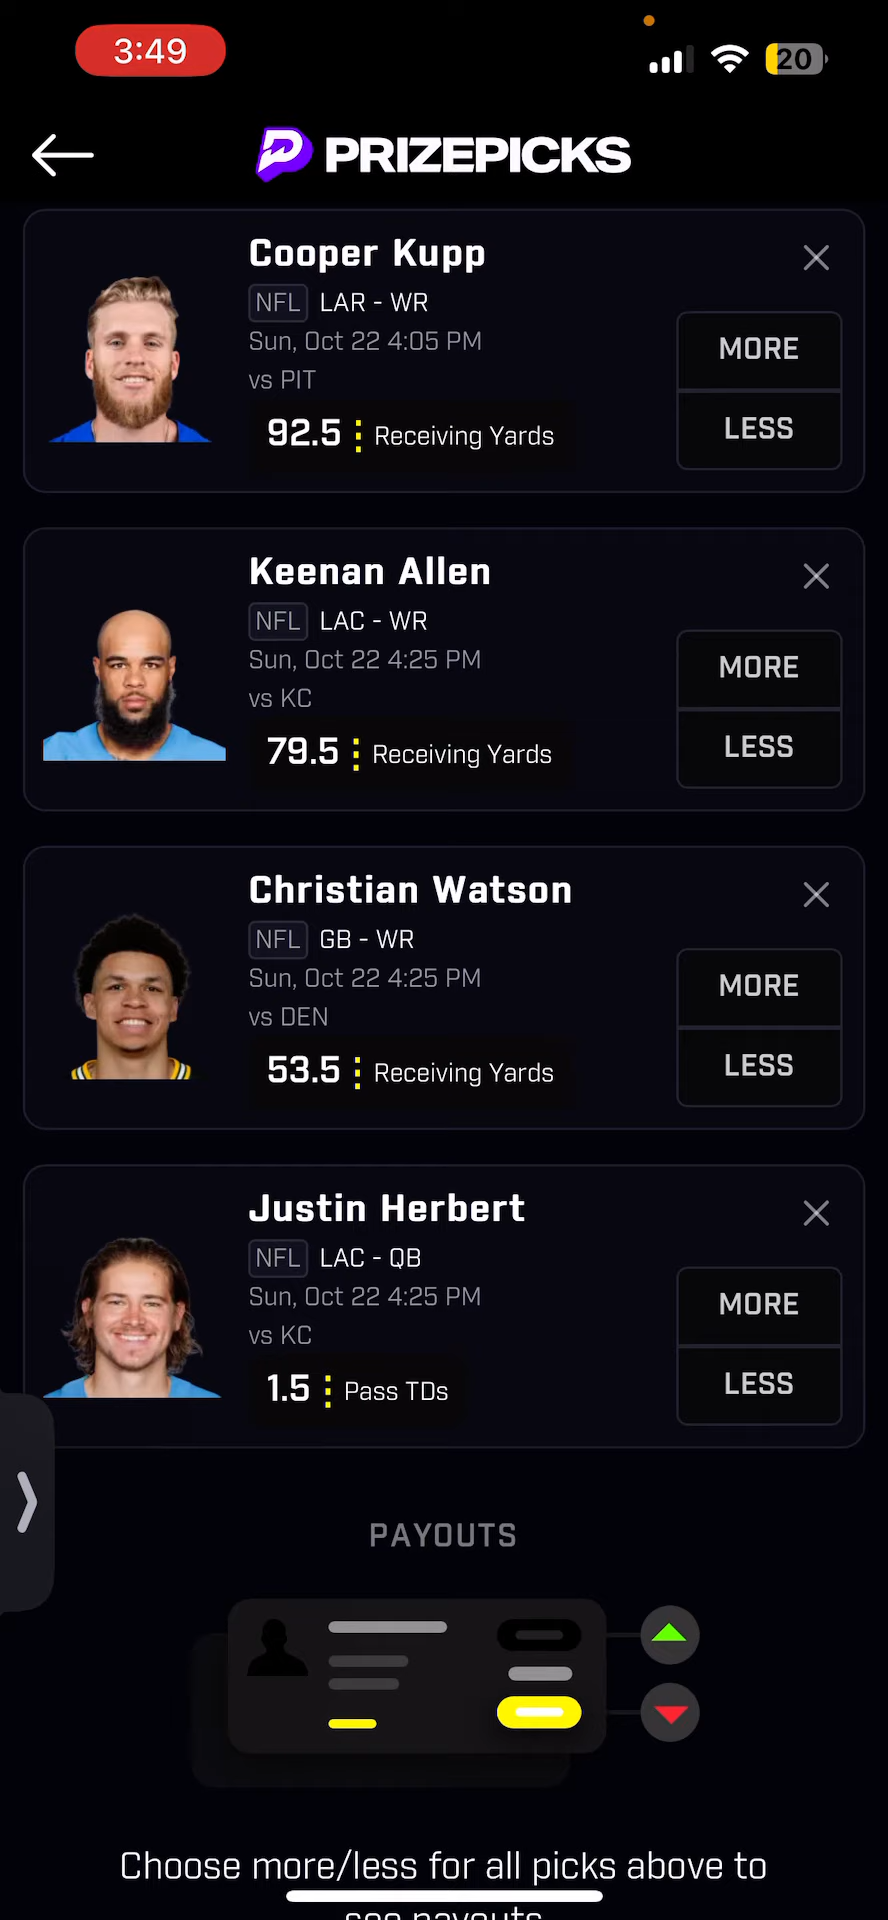 3:49
20
PRIZEPICKS
Cooper Kupp
NFL LAR - WR
Sun, Oct 22 4:05 PM
vs PIT
92.5 Receiving Yards
MORE
LESS
Keenan Allen
NFL LAC - WR
Sun, Oct 22 4:25 PM
vs KC
79.5 Receiving Yards
MORE
LESS
Christian Watson
NFL GB - WR
Sun, Oct 22 4:25 PM
vs DEN
53.5 Receiving Yards
MORE
LESS
Justin Herbert
NFL LAC - QB
Sun, Oct 22 4:25 PM
vs KC
1.5 Pass TDs
MORE
LESS
PAYOUTS
Choose more/less for all picks above to
see payouts